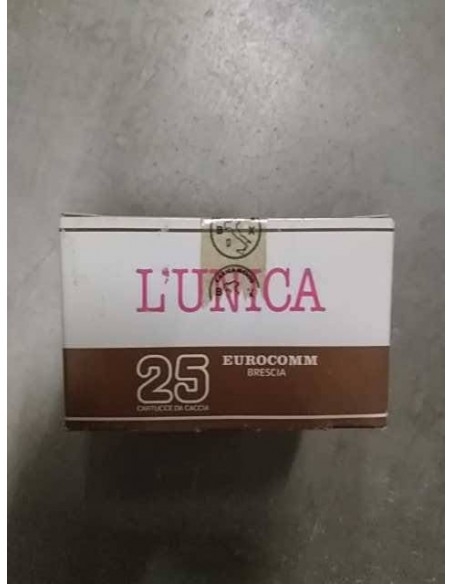 B X
L'UNICA
B X
25
EUROCOMM
BRESCIA
CARTUCCE DA CACCIA